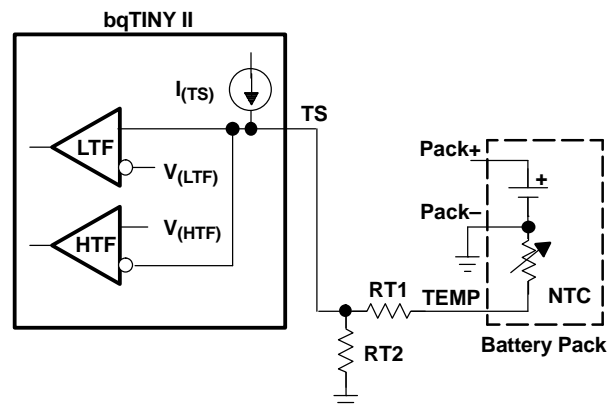 bqTINY II
I(TS)
TS
LTF
V(LTF)
HTF
V(HTF)
Pack+
+
Pack–
RT1
TEMP
NTC
RT2
Battery Pack